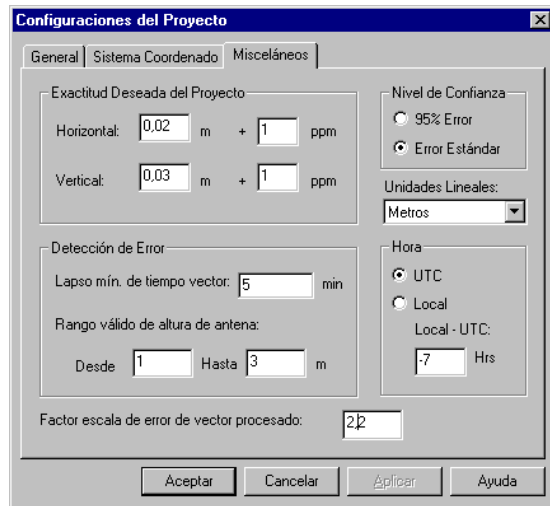 Configuraciones del Proyecto
General Sistema Coordenado Misceláneos
Exactitud Deseada del Proyecto
Horizontal: 0,02 m + 1 ppm
Vertical: 0,03 m + 1 ppm
Nivel de Confianza
95% Error
Error Estándar
Unidades Lineales:
Metros
Detección de Error
Lapso mín. de tiempo vector: 5 min
Rango válido de altura de antena:
Desde 1 Hasta 3 m
Hora
UTC
Local
Local - UTC:
-7 Hrs
Factor escala de error de vector procesado: 2,2
Aceptar Cancelar Aplicar Ayuda